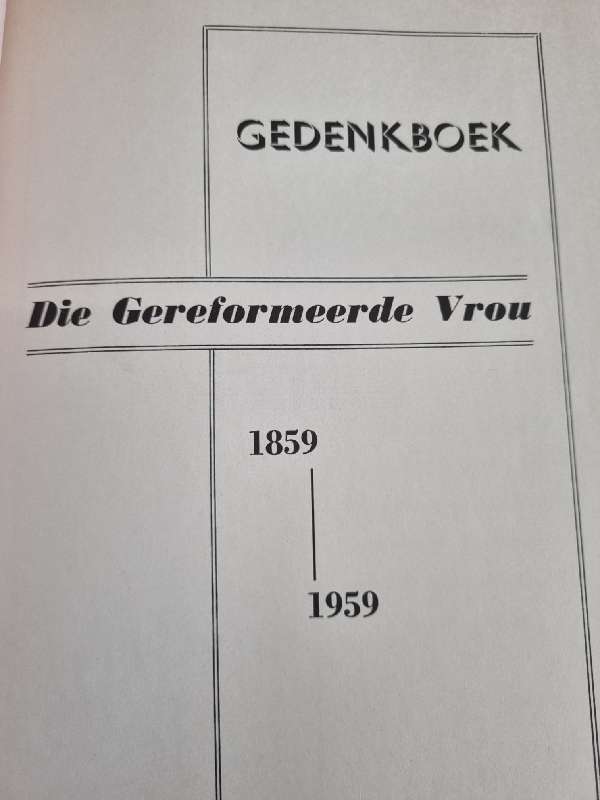 GEDENKBOEK
Die Gereformeerde Vrou
1859
1959